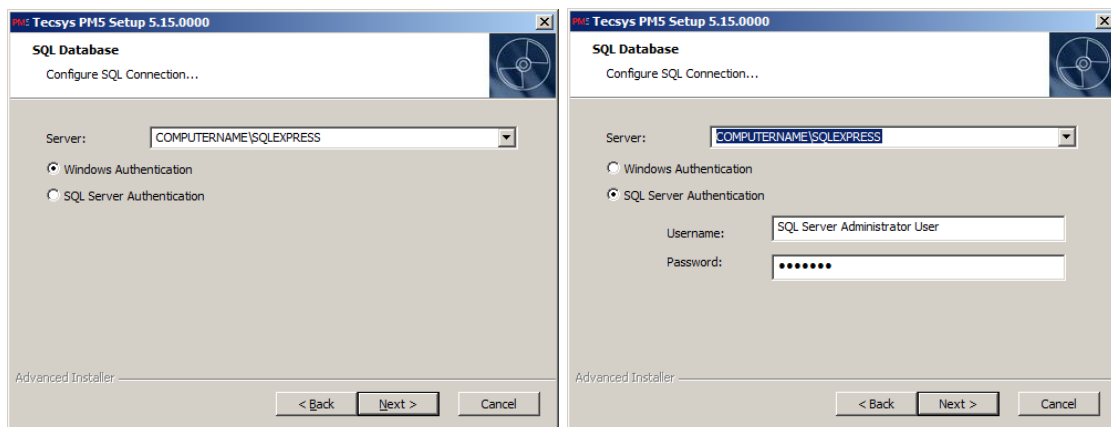 PM5 Tecsys PM5 Setup 5.15.0000
SQL Database
Configure SQL Connection...
Server: COMPUTERNAME\SQLEXPRESS
Windows Authentication
SQL Server Authentication
Advanced Installer
< Back Next > Cancel
PM5 Tecsys PM5 Setup 5.15.0000
SQL Database
Configure SQL Connection...
Server: COMPUTERNAME\SQLEXPRESS
Windows Authentication
SQL Server Authentication
Username: SQL Server Administrator User
Password: •••••••
Advanced Installer
< Back Next > Cancel